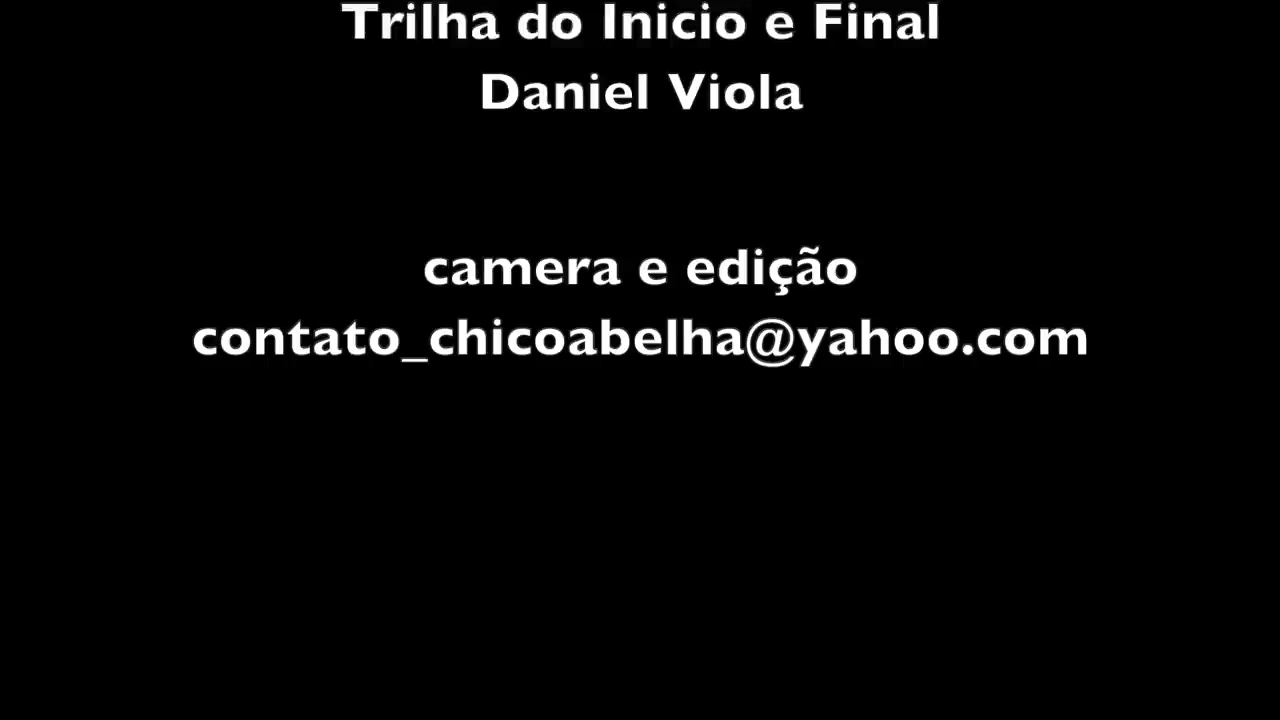 Trilha do Inicio e Final
Daniel Viola
camera e edição
contato_chicoabelha@yahoo.com